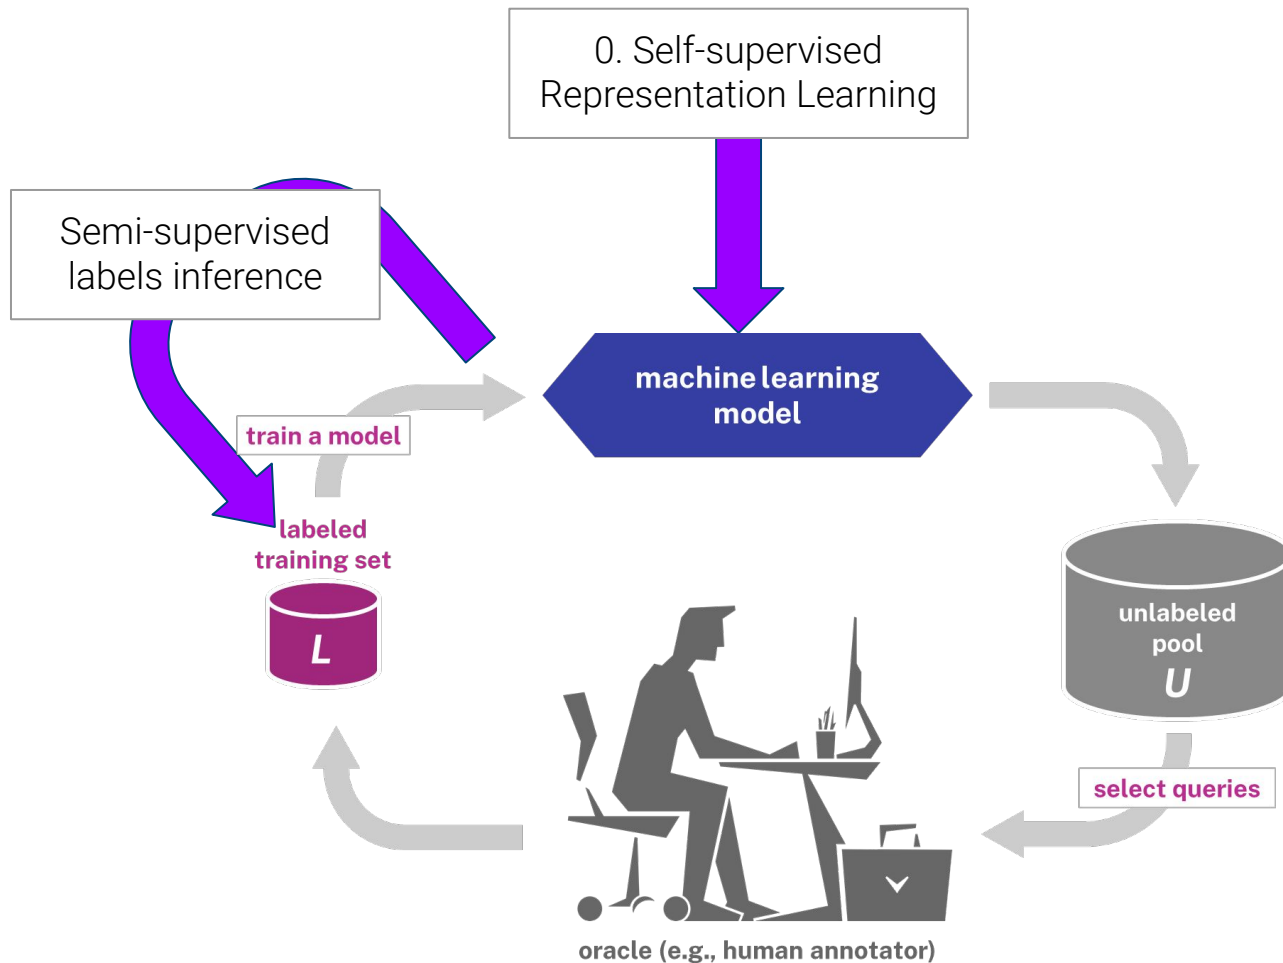 0. Self-supervised
Representation Learning
Semi-supervised
labels inference
machine learning
model
train a model
labeled
training set
L
unlabeled
pool
U
select queries
oracle (e.g., human annotator)